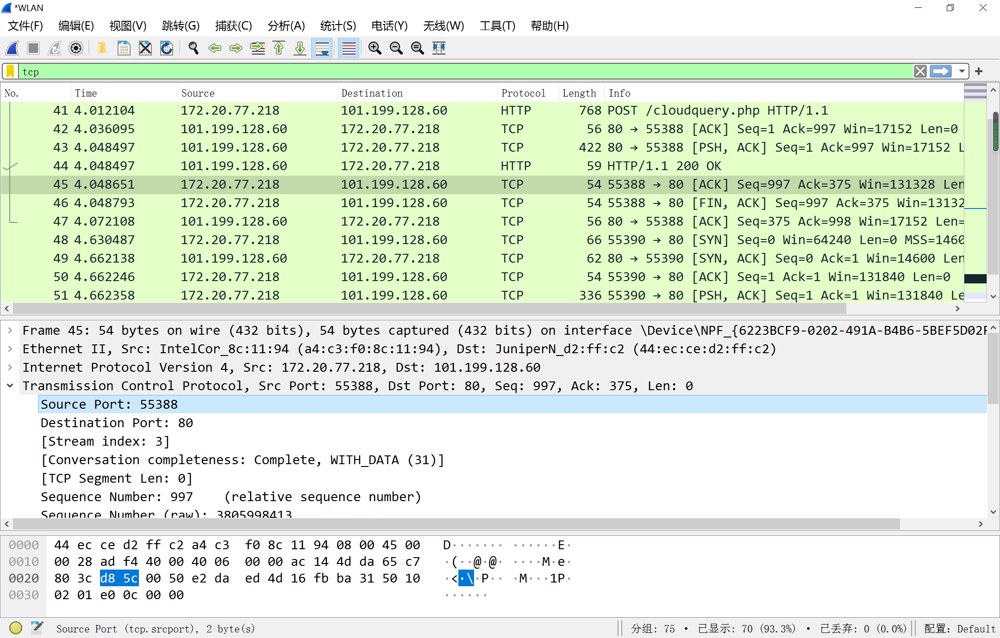 *WLAN
文件(F) 编辑(E) 视图(V) 跳转(G) 捕获(C) 分析(A) 统计(S) 电话(Y) 无线(W) 工具(T) 帮助(H)
tcp
No. Time Source Destination Protocol Length Info
41 4.012104 172.20.77.218 101.199.128.60 HTTP 768 POST /cloudquery.php HTTP/1.1
42 4.036095 101.199.128.60 172.20.77.218 TCP 56 80 → 55388 [ACK] Seq=1 Ack=997 Win=17152 Len=0
43 4.048497 101.199.128.60 172.20.77.218 TCP 422 80 → 55388 [PSH, ACK] Seq=1 Ack=997 Win=17152 L
44 4.048497 101.199.128.60 172.20.77.218 HTTP 59 HTTP/1.1 200 OK
45 4.048651 172.20.77.218 101.199.128.60 TCP 54 55388 → 80 [ACK] Seq=997 Ack=375 Win=131328 Len
46 4.048793 172.20.77.218 101.199.128.60 TCP 54 55388 → 80 [FIN, ACK] Seq=997 Ack=375 Win=13132
47 4.072108 101.199.128.60 172.20.77.218 TCP 56 80 → 55388 [ACK] Seq=375 Ack=998 Win=17152 Len=
48 4.630487 172.20.77.218 101.199.128.60 TCP 66 55390 → 80 [SYN] Seq=0 Win=64240 Len=0 MSS=1460
49 4.662138 101.199.128.60 172.20.77.218 TCP 62 80 → 55390 [SYN, ACK] Seq=0 Ack=1 Win=14600 Len
50 4.662246 172.20.77.218 101.199.128.60 TCP 54 55390 → 80 [ACK] Seq=1 Ack=1 Win=131840 Len=0
51 4.662358 172.20.77.218 101.199.128.60 TCP 336 55390 → 80 [PSH, ACK] Seq=1 Ack=1 Win=131840 Le
Frame 45: 54 bytes on wire (432 bits), 54 bytes captured (432 bits) on interface \Device\NPF_{6223BCF9-0202-491A-B4B6-5BEF5D02F
Ethernet II, Src: IntelCor_8c:11:94 (a4:c3:f0:8c:11:94), Dst: JuniperN_d2:ff:c2 (44:ec:ce:d2:ff:c2)
Internet Protocol Version 4, Src: 172.20.77.218, Dst: 101.199.128.60
Transmission Control Protocol, Src Port: 55388, Dst Port: 80, Seq: 997, Ack: 375, Len: 0
Source Port: 55388
Destination Port: 80
[Stream index: 3]
[Conversation completeness: Complete, WITH_DATA (31)]
[TCP Segment Len: 0]
Sequence Number: 997 (relative sequence number)
Sequence Number (raw): 3805998413
0000 44 ec ce d2 ff c2 a4 c3 f0 8c 11 94 08 00 45 00 D······· ······E·
0010 00 28 ad f4 40 00 40 06 00 00 ac 14 4d da 65 c7 ·(··@·@· ····M·e·
0020 80 3c d8 5c 00 50 e2 da ed 4d 16 fb ba 31 50 10 ·<·\·P·· ·M···1P·
0030 02 01 e0 0c 00 00 ······
Source Port (tcp.srcport), 2 byte(s) 分组: 75 · 已显示: 70 (93.3%) · 已丢弃: 0 (0.0%) 配置: Default